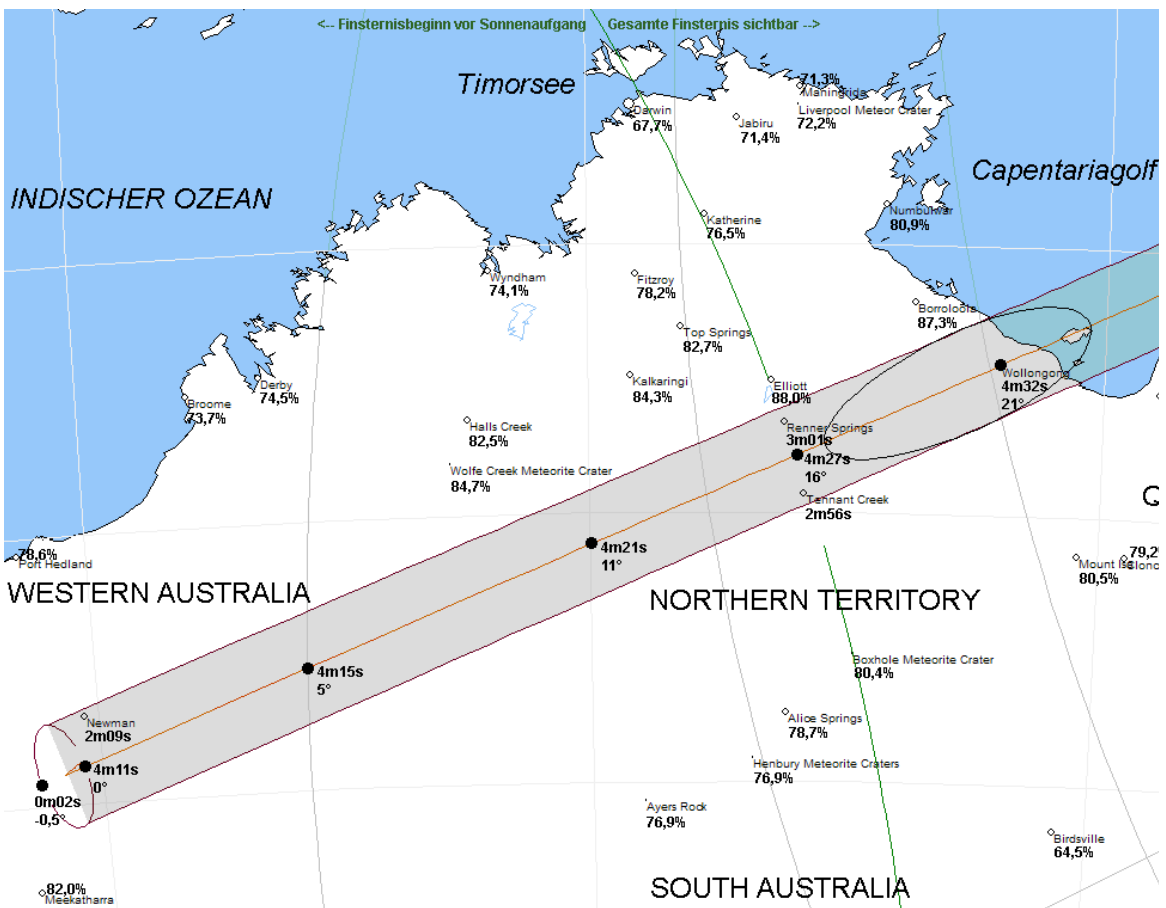 <-- Finsternisbeginn vor Sonnenaufgang Gesamte Finsternis sichtbar -->
Timorsee
71,3%
Maningrida
Darwin
67,7%
Liverpool Meteor Crater
72,2%
Jabiru
71,4%
INDISCHER OZEAN
Capentariagolf
Katherine
76,5%
Numbulwar
80,9%
Wyndham
74,1%
Fitzroy
78,2%
Borroloola
87,3%
Top Springs
82,7%
Derby
74,5%
Kalkaringi
84,3%
Elliott
88,0%
Wollongong
4m32s
21°
Broome
73,7%
Halls Creek
82,5%
Renner Springs
3m01s
4m27s
16°
Wolfe Creek Meteorite Crater
84,7%
Tennant Creek
2m56s
Q
4m21s
11°
78,6%
Port Hedland
79,2
Mount Isa
80,5%
WESTERN AUSTRALIA
NORTHERN TERRITORY
4m15s
5°
Boxhole Meteorite Crater
80,4%
Newman
2m09s
Alice Springs
78,7%
4m11s
0°
Henbury Meteorite Craters
76,9%
0m02s
-0,5°
Ayers Rock
76,9%
Birdsville
64,5%
82,0%
Meekatharra
SOUTH AUSTRALIA